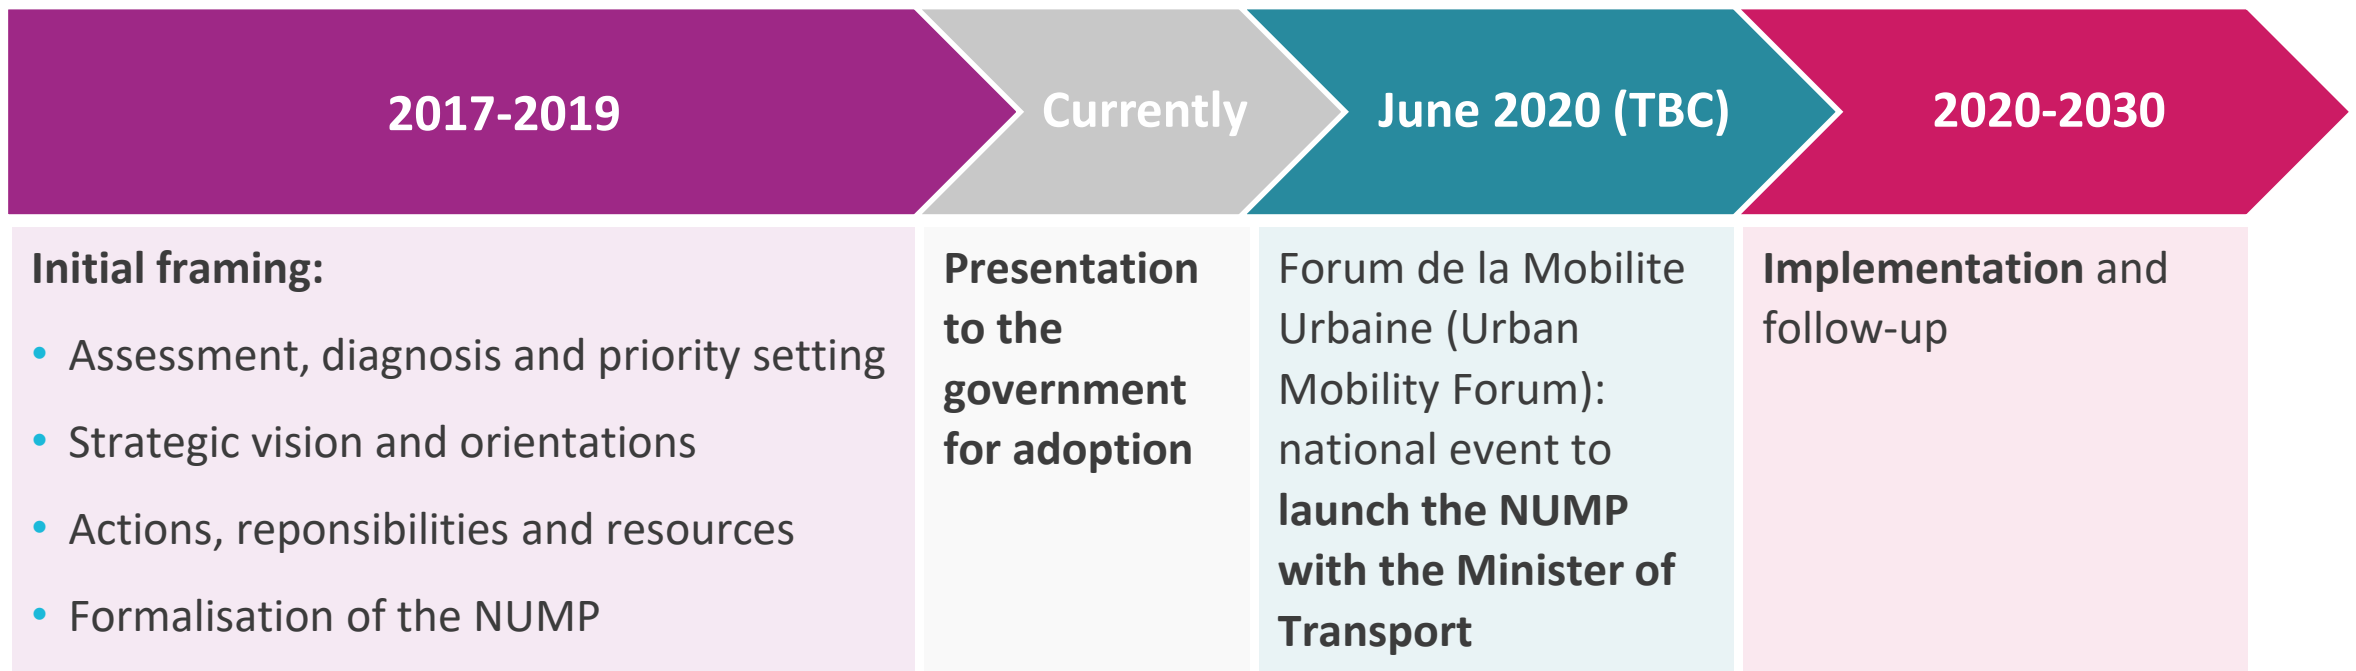 2017-2019
Currently
June 2020 (TBC)
2020-2030
Initial framing:
• Assessment, diagnosis and priority setting
• Strategic vision and orientations
• Actions, reponsibilities and resources
• Formalisation of the NUMP
Presentation
to the
government
for adoption
Forum de la Mobilite
Urbaine (Urban
Mobility Forum):
national event to
launch the NUMP
with the Minister of
Transport
Implementation and
follow-up